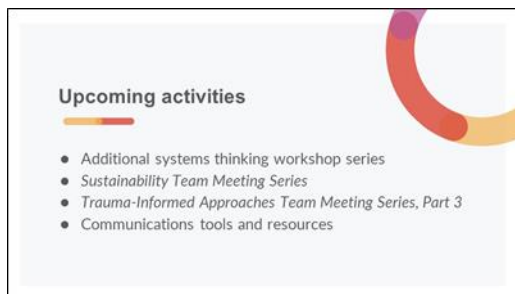 Upcoming activities
● Additional systems thinking workshop series
● Sustainability Team Meeting Series
● Trauma-Informed Approaches Team Meeting Series, Part 3
● Communications tools and resources